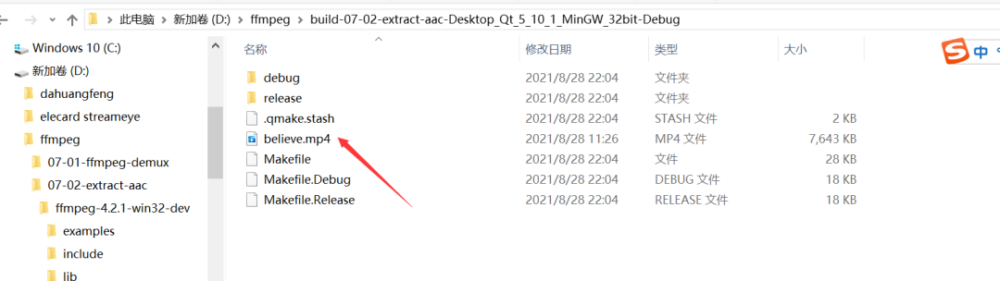 此电脑 > 新加卷 (D:) > ffmpeg > build-07-02-extract-aac-Desktop_Qt_5_10_1_MinGW_32bit-Debug
Windows 10 (C:)
新加卷 (D:)
dahuangfeng
elecard streameye
ffmpeg
07-01-ffmpeg-demux
07-02-extract-aac
ffmpeg-4.2.1-win32-dev
examples
include
lib
名称 修改日期 类型 大小
debug 2021/8/28 22:04 文件夹
release 2021/8/28 22:04 文件夹
.qmake.stash 2021/8/28 22:04 STASH 文件 2 KB
believe.mp4 2021/8/28 11:26 MP4 文件 7,643 KB
Makefile 2021/8/28 22:04 文件 28 KB
Makefile.Debug 2021/8/28 22:04 DEBUG 文件 18 KB
Makefile.Release 2021/8/28 22:04 RELEASE 文件 18 KB
S 中